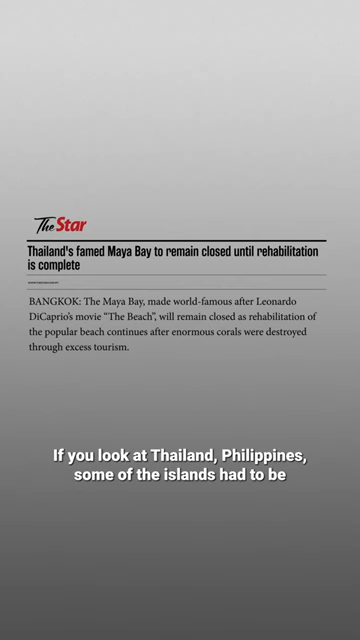 The Star
Thailand's famed Maya Bay to remain closed until rehabilitation
is complete
BANGKOK: The Maya Bay, made world-famous after Leonardo
DiCaprio's movie “The Beach”, will remain closed as rehabilitation of
the popular beach continues after enormous corals were destroyed
through excess tourism.
If you look at Thailand, Philippines,
some of the islands had to be